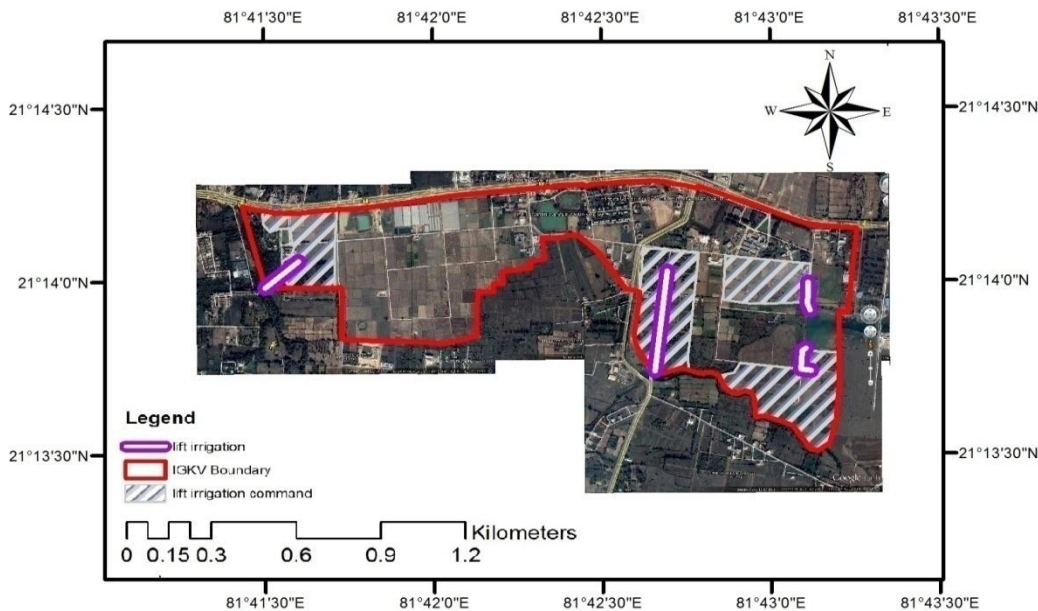 81°41'30"E 81°42'0"E 81°42'30"E 81°43'0"E 81°43'30"E
N
W E
S
21°14'30"N 21°14'30"N
21°14'0"N 21°14'0"N
21°13'30"N 21°13'30"N
Legend
lift irrigation
IGKV Boundary
lift irrigation command
Kilometers
0 0.15 0.3 0.6 0.9 1.2
Google
81°41'30"E 81°42'0"E 81°42'30"E 81°43'0"E 81°43'30"E